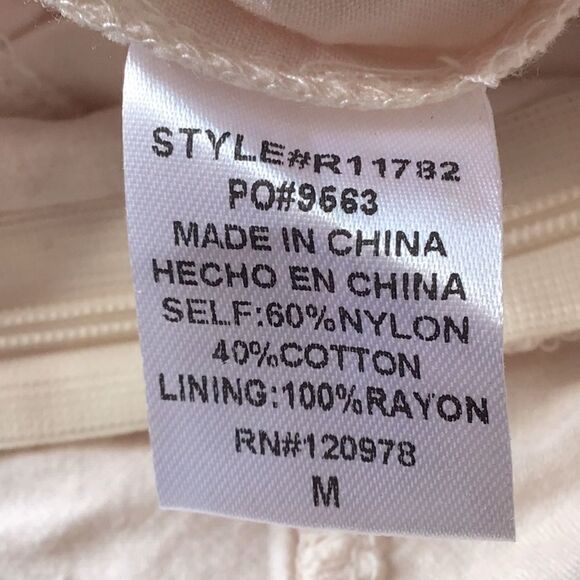 STYLE#R11782
PO#9563
MADE IN CHINA
HECHO EN CHINA
SELF:60%NYLON
40%COTTON
LINING:100%RAYON
RN#120978
M